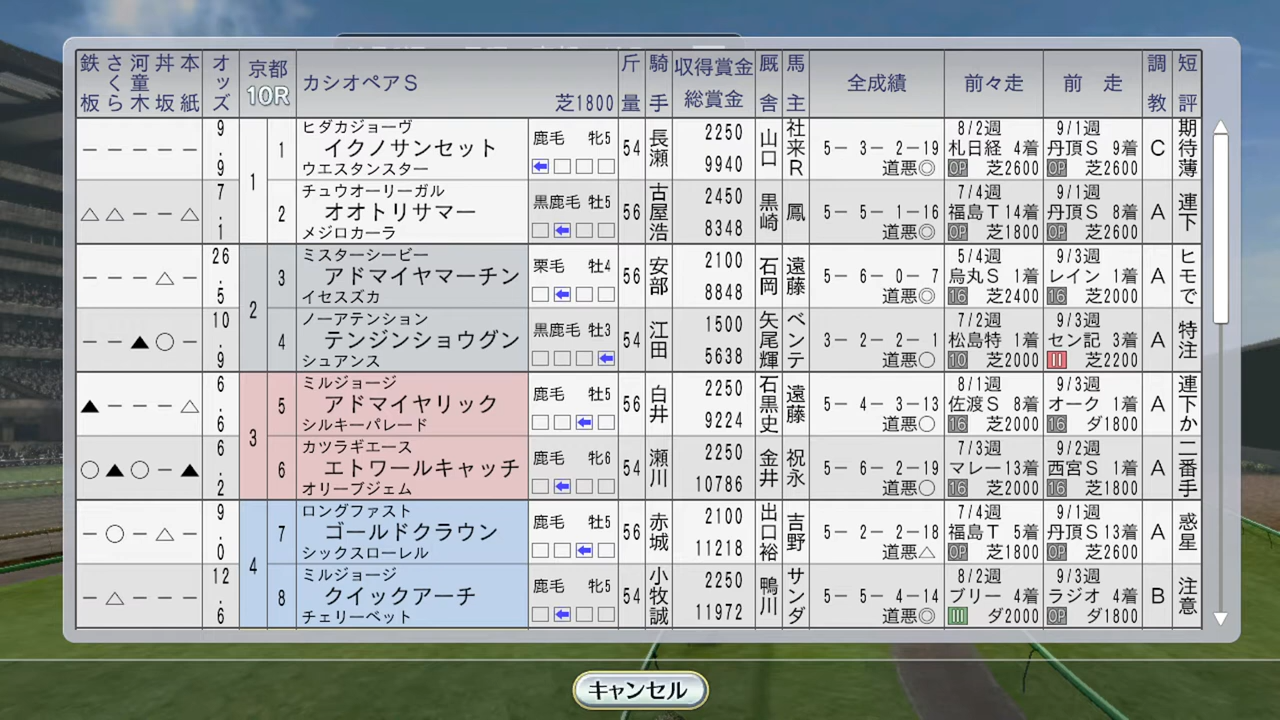 鉄板 さくら 河童木 丼坂 本紙 オッズ 京都10R カシオペアS 芝1800 斤量 騎手 収得賞金 総賞金 厩舎 馬主 全成績 前々走 前 走 調教 短評
－－－－－ 9.9 1 1 ヒダカジョーヴ イクノサンセット ウエスタンスター 鹿毛 牝5 54 長瀬 2250 9940 山口 社来R 5－ 3－ 2－19 道悪◎ 8/2週 札日経 4着 OP 芝2600 9/1週 丹頂S 9着 OP 芝2600 C 期待薄
△△－－△ 7.1 2 チュウオーリーガル オオトリサマー メジロカーラ 黒鹿毛 牡5 56 古屋浩 2450 8348 黒崎 鳳 5－ 5－ 1－16 道悪◎ 7/4週 福島T 14着 OP 芝1800 9/1週 丹頂S 8着 OP 芝2600 A 連下
－－－△－ 26.5 2 3 ミスターシービー アドマイヤマーチン イセスズカ 栗毛 牡4 56 安部 2100 8848 石岡 遠藤 5－ 6－ 0－ 7 道悪◎ 5/4週 烏丸S 1着 16 芝2400 9/3週 レイン 1着 16 芝2000 A ヒモで
－－▲○－ 10.9 4 ノーアテンション テンジンショウグン シュアンス 黒鹿毛 牡3 54 江田 1500 5638 矢尾輝 ベンテ 3－ 2－ 2－ 1 道悪○ 7/2週 松島特 1着 10 芝2000 9/3週 セン記 3着 II 芝2200 A 特注
▲－－－△ 6.6 3 5 ミルジョージ アドマイヤリック シルキーパレード 鹿毛 牡5 56 白井 2250 9224 石黒史 遠藤 5－ 4－ 3－13 道悪○ 8/1週 佐渡S 8着 16 芝2000 9/3週 オーク 1着 16 ダ1800 A 連下か
○▲○－▲ 6.2 6 カツラギエース エトワールキャッチ オリーブジェム 鹿毛 牝6 54 瀬川 2250 10786 金井 祝永 5－ 6－ 2－19 道悪○ 7/3週 マレー 13着 16 芝2000 9/2週 西宮S 1着 16 芝1800 A 二番手
－○－△－ 9.0 4 7 ロングファスト ゴールドクラウン シックスローレル 鹿毛 牡5 56 赤城 2100 11218 出口裕 吉野 5－ 2－ 2－18 道悪△ 7/4週 福島T 5着 OP 芝1800 9/1週 丹頂S 13着 OP 芝2600 A 惑星
－△－－－ 12.6 8 ミルジョージ クイックアーチ チェリーベット 鹿毛 牝5 54 小牧誠 2250 11972 鴨川 サンダ 5－ 5－ 4－14 道悪◎ 8/2週 ブリー 4着 III ダ2000 9/3週 ラジオ 4着 OP ダ1800 B 注意
キャンセル